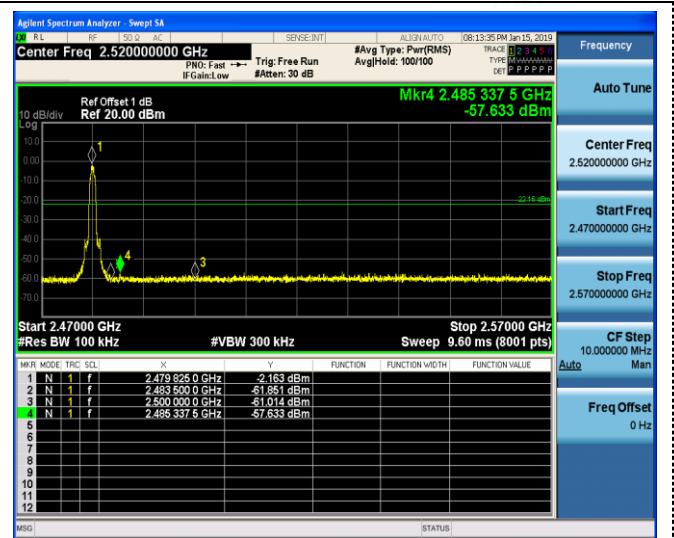 Agilent Spectrum Analyzer - Swept SA
LXI RL RF 50 Ω AC SENSE:INT ALIGN AUTO 08:13:35 PM Jan 15, 2019
Center Freq 2.520000000 GHz
PNO: Fast
IFGain:Low
Trig: Free Run
#Atten: 30 dB
#Avg Type: Pwr(RMS)
Avg|Hold: 100/100
TRACE 1 2 3 4 5 6
TYPE M
DET P P P P P P
Mkr4 2.485 337 5 GHz
-57.633 dBm
Ref Offset 1 dB
10 dB/div Ref 20.00 dBm
Log
10.0
0.00
-10.0
-20.0
-30.0
-40.0
-50.0
-60.0
-70.0
1
4
3
-22.16 dBm
Start 2.47000 GHz Stop 2.57000 GHz
#Res BW 100 kHz #VBW 300 kHz Sweep 9.60 ms (8001 pts)
MKR MODE TRC SCL X Y FUNCTION FUNCTION WIDTH FUNCTION VALUE
1 N 1 f 2.479 825 0 GHz -2.163 dBm
2 N 1 f 2.483 500 0 GHz -61.851 dBm
3 N 1 f 2.500 000 0 GHz -61.014 dBm
4 N 1 f 2.485 337 5 GHz -57.633 dBm
5
6
7
8
9
10
11
12
MSG STATUS
Frequency
Auto Tune
Center Freq
2.520000000 GHz
Start Freq
2.470000000 GHz
Stop Freq
2.570000000 GHz
CF Step
10.000000 MHz
Auto Man
Freq Offset
0 Hz